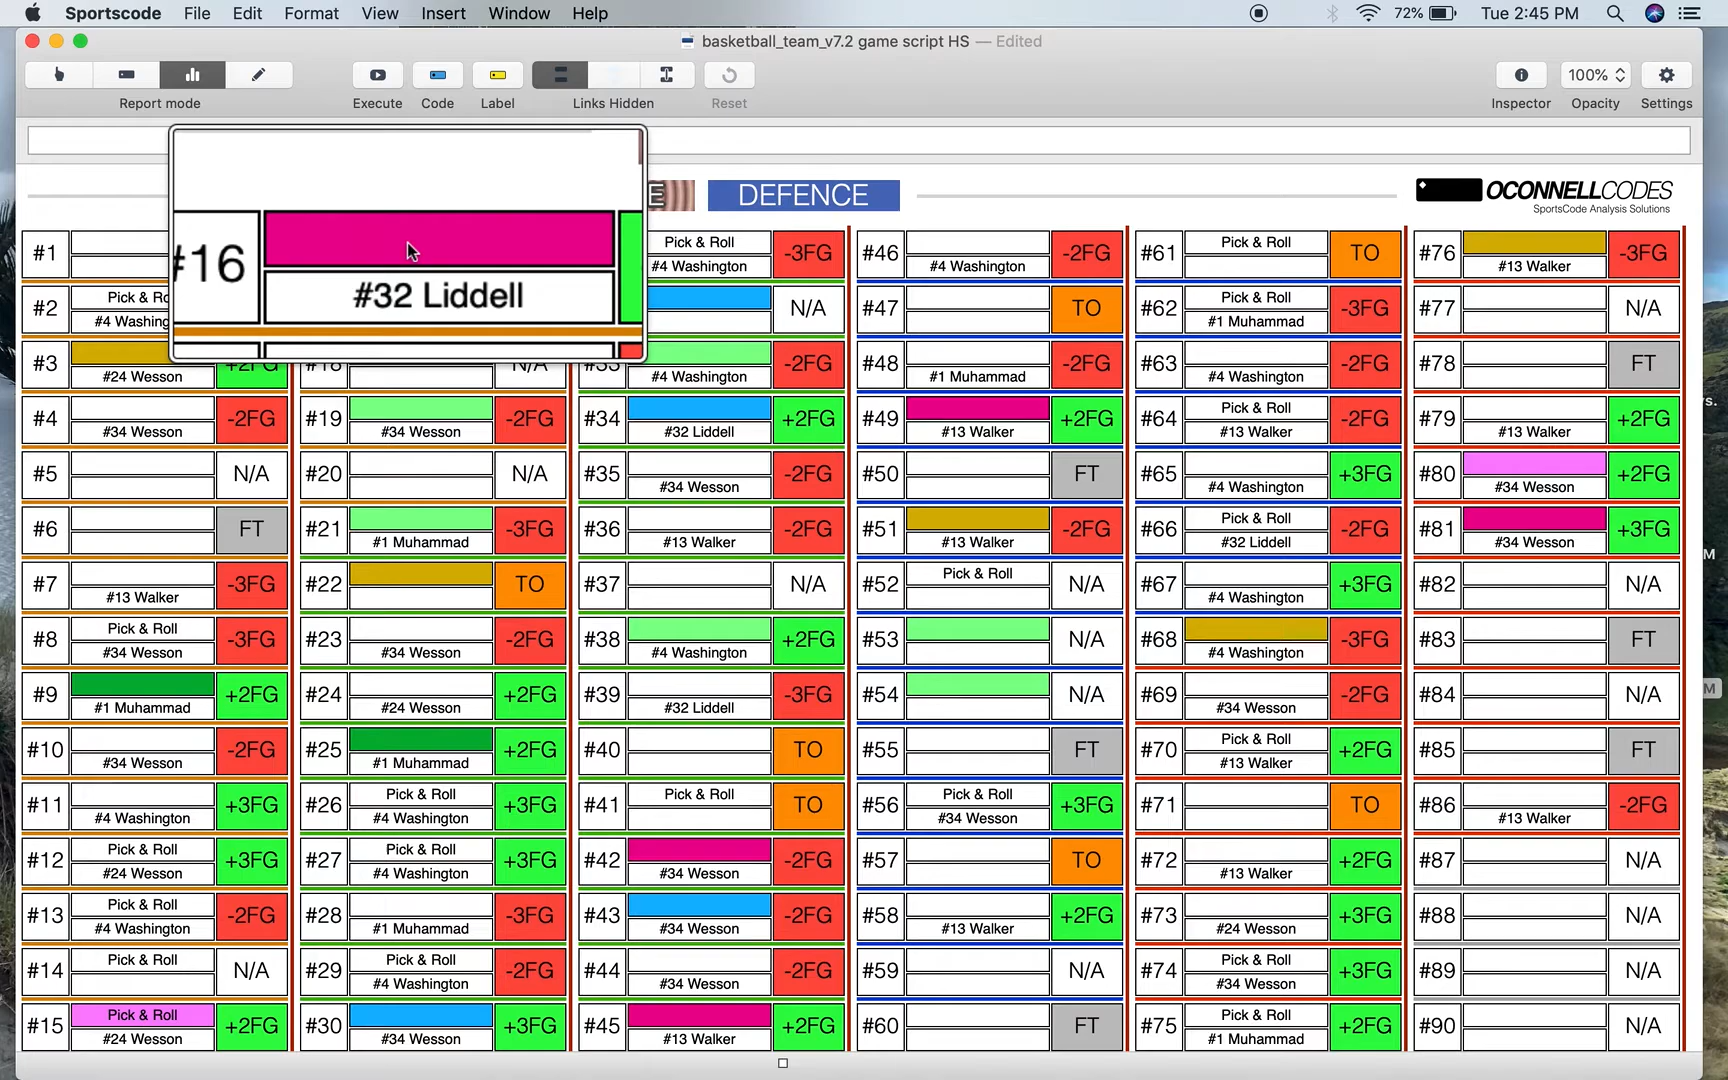 Sportscode File Edit Format View Insert Window Help 72% Tue 2:45 PM
basketball_team_v7.2 game script HS — Edited
100%
Report mode Execute Code Label Links Hidden Reset Inspector Opacity Settings
E DEFENCE
OCONNELLCODES
SportsCode Analysis Solutions
#16
#32 Liddell
#1
#2 Pick & Ro
#4 Washing
#3 +2FG
#24 Wesson
#4 -2FG
#34 Wesson
#5 N/A
#6 FT
#7 -3FG
#13 Walker
#8 Pick & Roll -3FG
#34 Wesson
#9 +2FG
#1 Muhammad
#10 -2FG
#34 Wesson
#11 +3FG
#4 Washington
#12 Pick & Roll +3FG
#24 Wesson
#13 Pick & Roll -2FG
#4 Washington
#14 Pick & Roll N/A
#15 Pick & Roll +2FG
#24 Wesson
#18 N/A
#19 -2FG
#34 Wesson
#20 N/A
#21 -3FG
#1 Muhammad
#22 TO
#23 -2FG
#34 Wesson
#24 +2FG
#24 Wesson
#25 +2FG
#1 Muhammad
#26 Pick & Roll +3FG
#4 Washington
#27 Pick & Roll +3FG
#4 Washington
#28 -3FG
#1 Muhammad
#29 Pick & Roll -2FG
#4 Washington
#30 +3FG
#34 Wesson
Pick & Roll -3FG
#4 Washington
N/A
#33 -2FG
#4 Washington
#34 +2FG
#32 Liddell
#35 -2FG
#34 Wesson
#36 -2FG
#13 Walker
#37 N/A
#38 +2FG
#4 Washington
#39 -3FG
#32 Liddell
#40 TO
#41 Pick & Roll TO
#42 -2FG
#34 Wesson
#43 -2FG
#34 Wesson
#44 -2FG
#34 Wesson
#45 +2FG
#13 Walker
#46 -2FG
#4 Washington
#47 TO
#48 -2FG
#1 Muhammad
#49 +2FG
#13 Walker
#50 FT
#51 -2FG
#13 Walker
#52 Pick & Roll N/A
#53 N/A
#54 N/A
#55 FT
#56 Pick & Roll +3FG
#34 Wesson
#57 TO
#58 +2FG
#13 Walker
#59 N/A
#60 FT
#61 Pick & Roll TO
#62 Pick & Roll -3FG
#1 Muhammad
#63 -2FG
#4 Washington
#64 Pick & Roll -2FG
#13 Walker
#65 +3FG
#4 Washington
#66 Pick & Roll -2FG
#32 Liddell
#67 +3FG
#4 Washington
#68 -3FG
#4 Washington
#69 -2FG
#34 Wesson
#70 Pick & Roll +2FG
#13 Walker
#71 TO
#72 +2FG
#13 Walker
#73 +3FG
#24 Wesson
#74 Pick & Roll +3FG
#34 Wesson
#75 Pick & Roll +2FG
#1 Muhammad
#76 -3FG
#13 Walker
#77 N/A
#78 FT
#79 +2FG
#13 Walker
#80 +2FG
#34 Wesson
#81 +3FG
#34 Wesson
#82 N/A
#83 FT
#84 N/A
#85 FT
#86 -2FG
#13 Walker
#87 N/A
#88 N/A
#89 N/A
#90 N/A